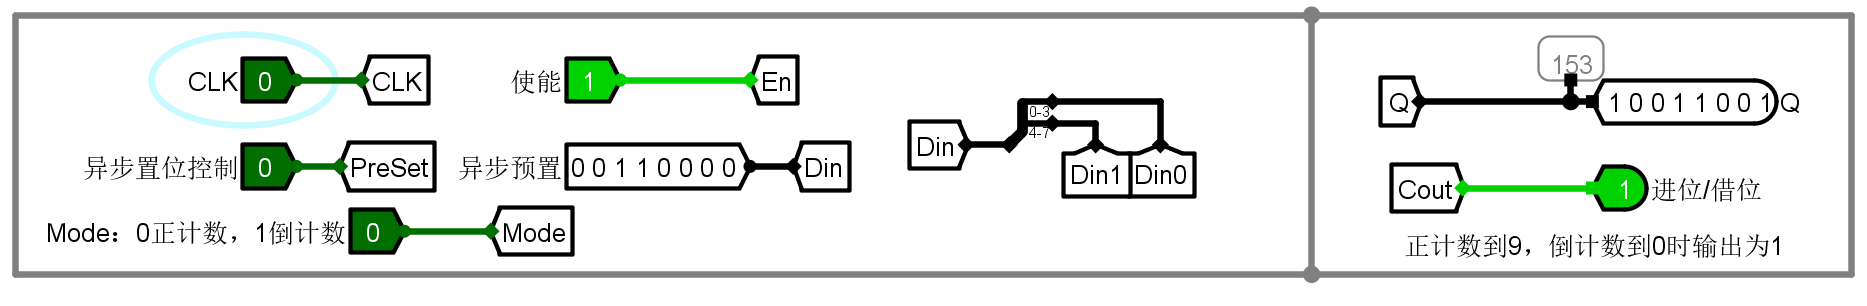 CLK 0 CLK
使能 1 En
异步置位控制 0 PreSet
异步预置 0 0 1 1 0 0 0 0 Din
Mode：0正计数，1倒计数 0 Mode
Din 0-3
4-7
Din1 Din0
153
Q 1 0 0 1 1 0 0 1 Q
Cout 1 进位/借位
正计数到9，倒计数到0时输出为1